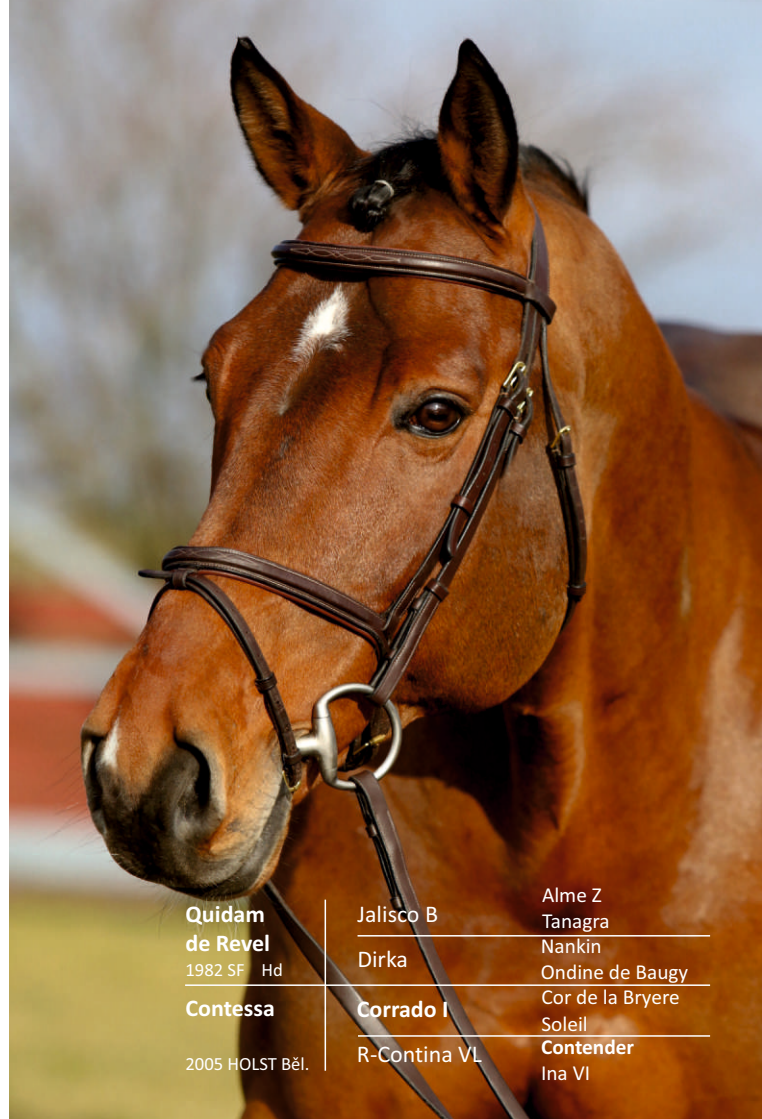 Quidam
de Revel
1982 SF Hd
Contessa
2005 HOLST Běl.
Jalisco B
Dirka
Corrado I
R-Contina VL
Alme Z
Tanagra
Nankin
Ondine de Baugy
Cor de la Bryere
Soleil
Contender
Ina VI